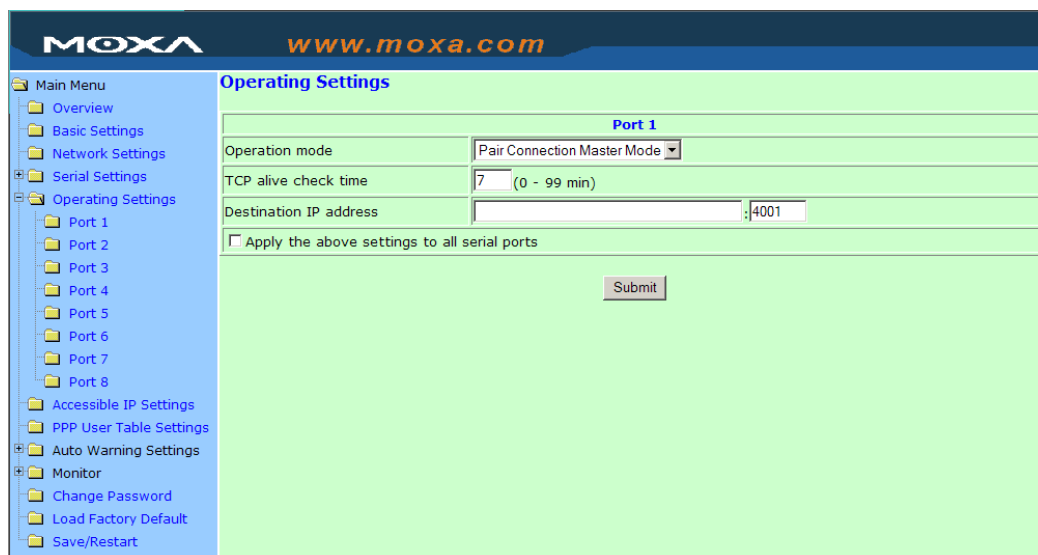 MOXA www.moxa.com
Main Menu
Overview
Basic Settings
Network Settings
Serial Settings
Operating Settings
Port 1
Port 2
Port 3
Port 4
Port 5
Port 6
Port 7
Port 8
Accessible IP Settings
PPP User Table Settings
Auto Warning Settings
Monitor
Change Password
Load Factory Default
Save/Restart
Operating Settings
Port 1
Operation mode Pair Connection Master Mode
TCP alive check time 7 (0 - 99 min)
Destination IP address :4001
Apply the above settings to all serial ports
Submit